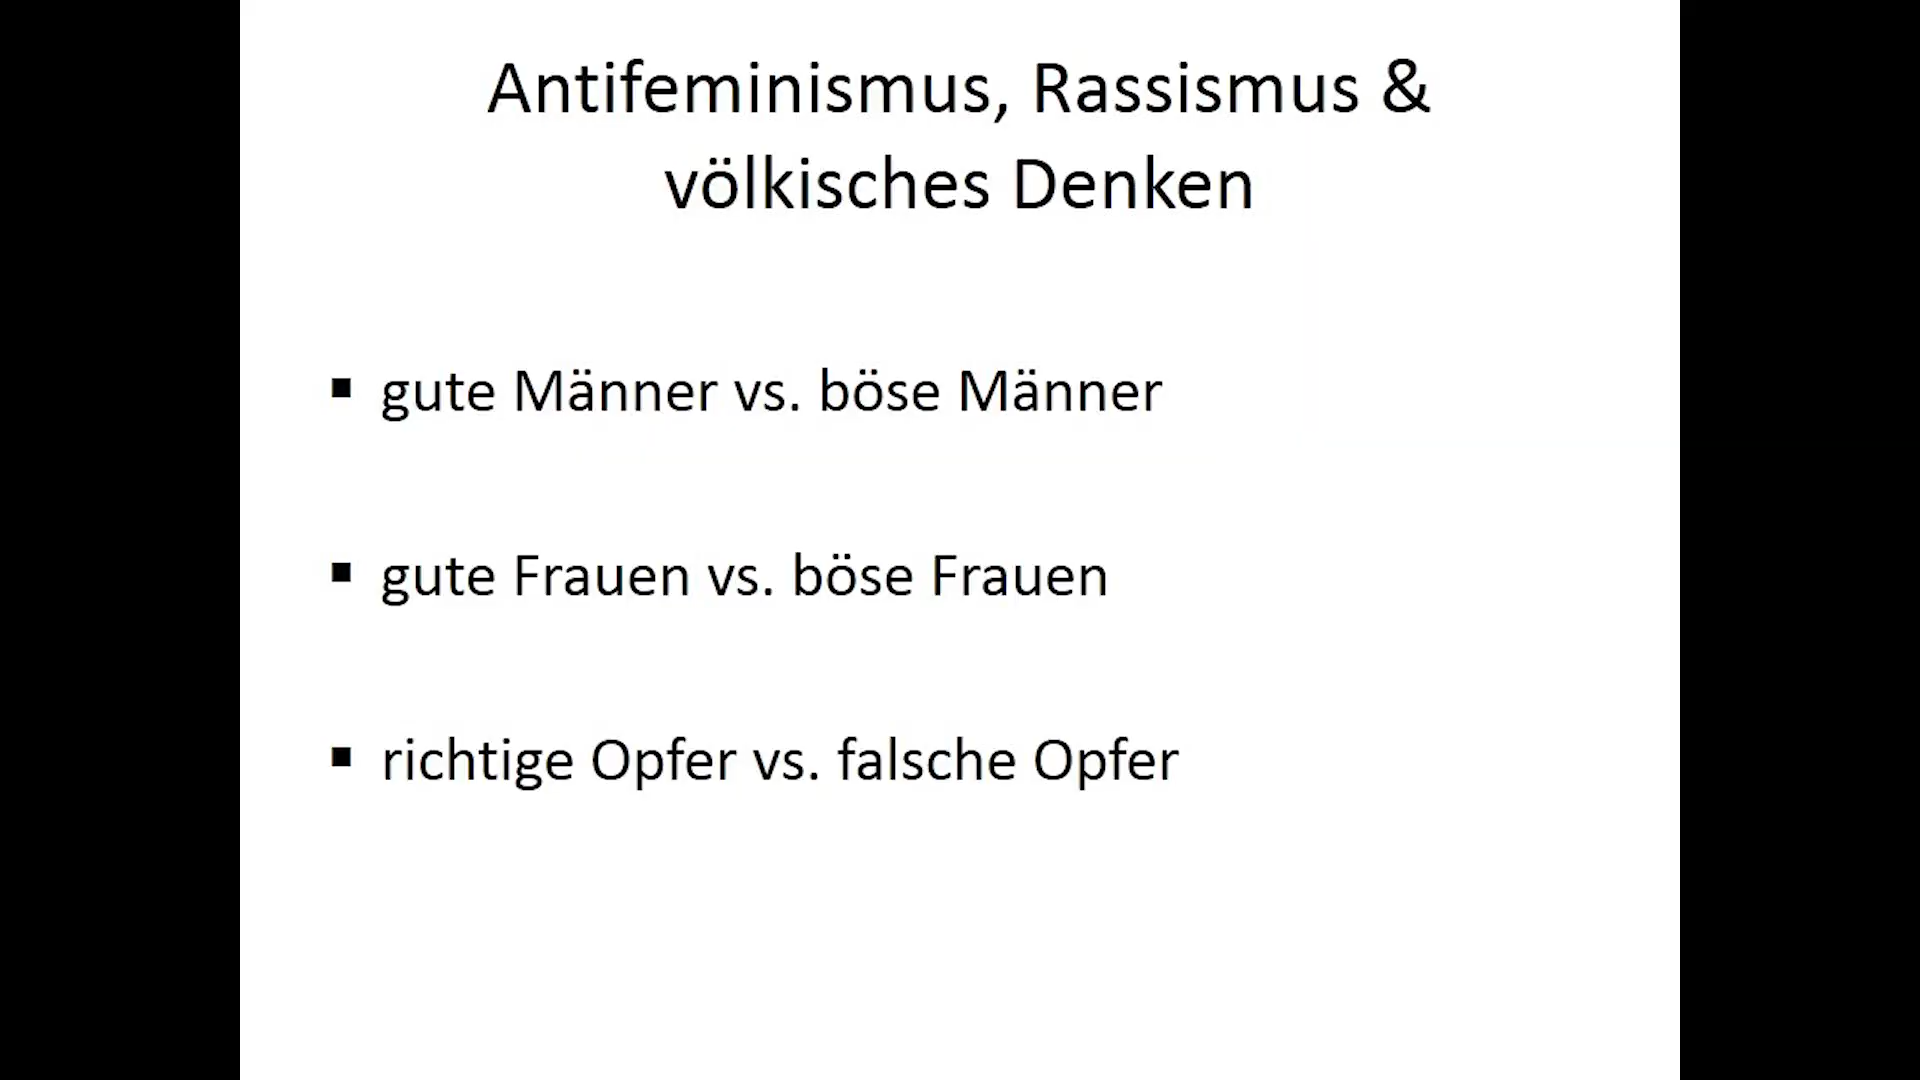 Antifeminismus, Rassismus &
völkisches Denken
▪ gute Männer vs. böse Männer
▪ gute Frauen vs. böse Frauen
▪ richtige Opfer vs. falsche Opfer